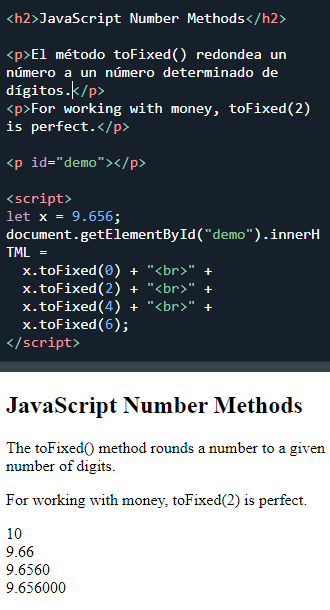 <h2>JavaScript Number Methods</h2>
<p>El método toFixed() redondea un
número a un número determinado de
dígitos.</p>
<p>For working with money, toFixed(2)
is perfect.</p>
<p id="demo"></p>
<script>
let x = 9.656;
document.getElementById("demo").innerH
TML =
x.toFixed(0) + "<br>" +
x.toFixed(2) + "<br>" +
x.toFixed(4) + "<br>" +
x.toFixed(6);
</script>
JavaScript Number Methods
The toFixed() method rounds a number to a given
number of digits.
For working with money, toFixed(2) is perfect.
10
9.66
9.6560
9.656000